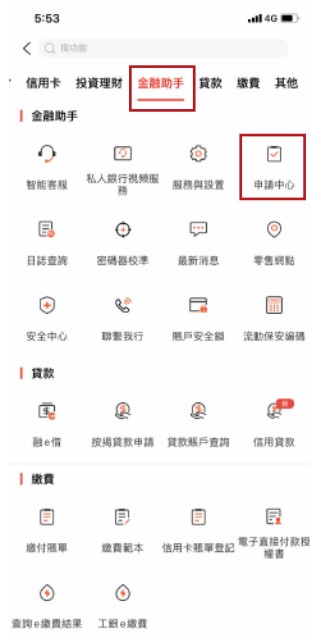 5:53
4G
搜功能
信用卡 投資理財 金融助手 貸款 繳費 其他
金融助手
智能客服 私人銀行視頻服務 服務與設置 申請中心
日誌查詢 密碼器校準 最新消息 零售網點
安全中心 聯繫我行 賬戶安全鎖 流動保安編碼
貸款
新
融e借 按揭貸款申請 貸款賬戶查詢 信用貸款
繳費
繳付賬單 繳費範本 信用卡賬單登記 電子直接付款授權書
查詢e繳費結果 工銀e繳費